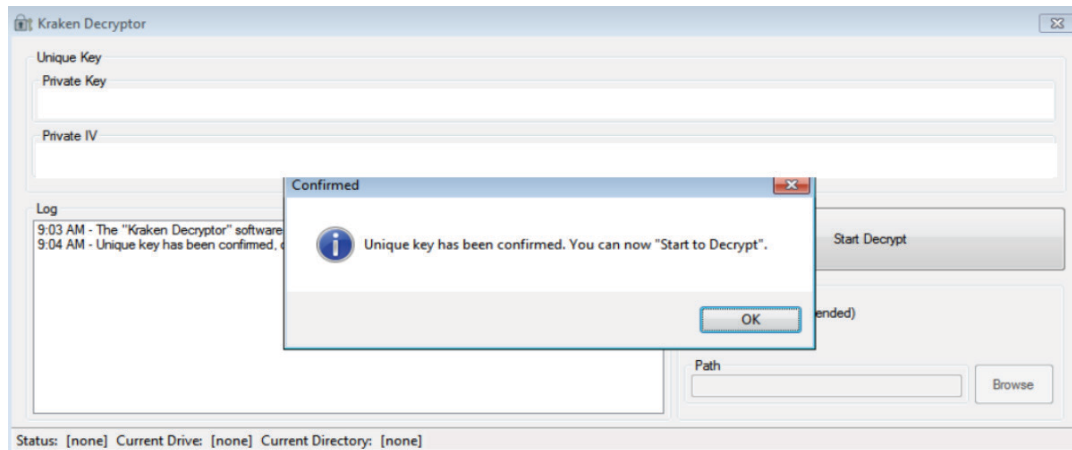 Kraken Decryptor
Unique Key
Private Key
Private IV
Confirmed
Log
9:03 AM - The "Kraken Decryptor" software
9:04 AM - Unique key has been confirmed,
Unique key has been confirmed. You can now "Start to Decrypt".
Start Decrypt
OK
ended)
Path
Browse
Status: [none] Current Drive: [none] Current Directory: [none]